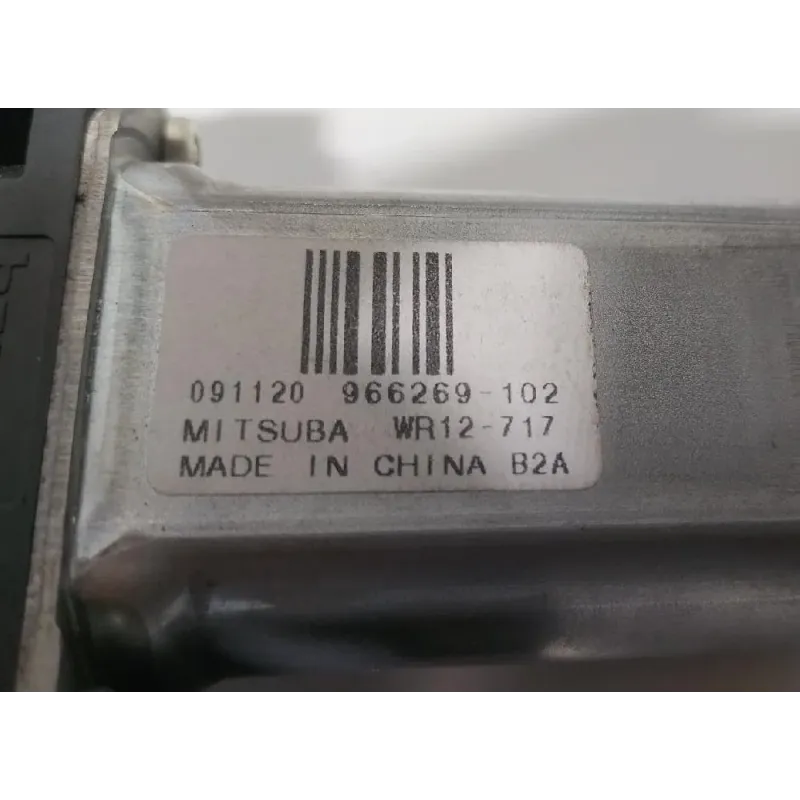 091120 966269-102
MITSUBA WR12-717
MADE IN CHINA B2A